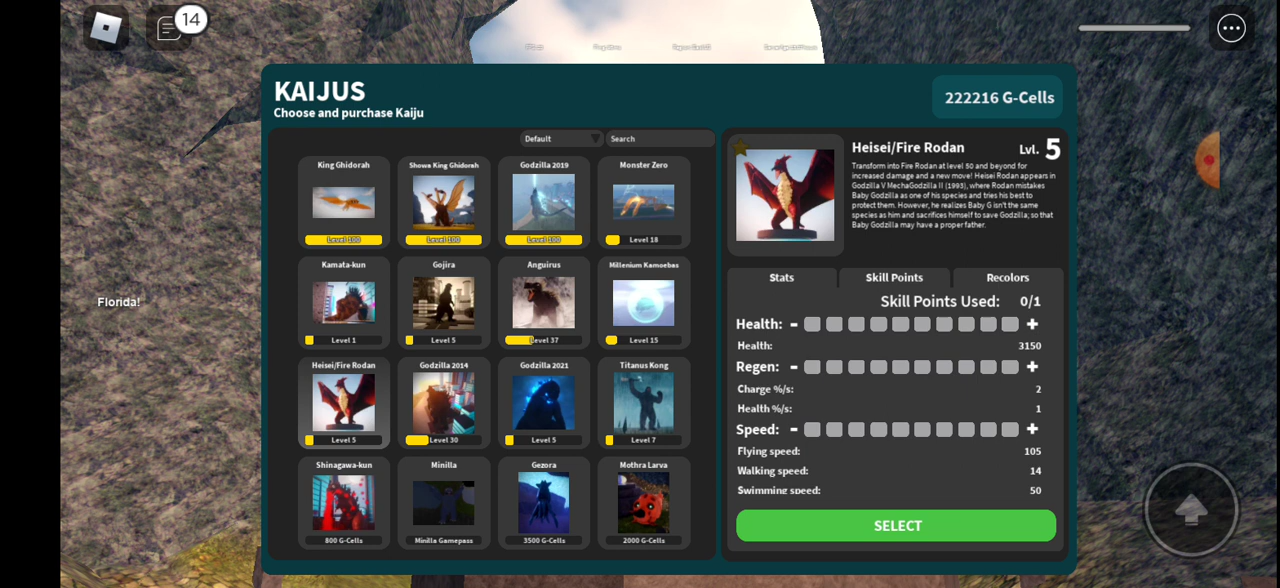 14
KAIJUS
Choose and purchase Kaiju
222216 G-Cells
Default
Search
King Ghidorah
Level 100
Showa King Ghidorah
Level 100
Godzilla 2019
Level 100
Monster Zero
Level 18
Kamata-kun
Level 1
Gojira
Level 5
Anguirus
Level 37
Millenium Kamoebas
Level 15
Heisei/Fire Rodan
Level 5
Godzilla 2014
Level 30
Godzilla 2021
Level 5
Titanus Kong
Level 7
Shinagawa-kun
800 G-Cells
Minilla
Minilla Gamepass
Gezora
3500 G-Cells
Mothra Larva
2000 G-Cells
Heisei/Fire Rodan
Lvl. 5
Transform into Fire Rodan at level 50 and beyond for
increased damage and a new move! Heisei Rodan appears in
Godzilla V MechaGodzilla II (1993), where Rodan mistakes
Baby Godzilla as one of his species and tries his best to
protect them. However, he realizes Baby G isn't the same
species as him and sacrifices himself to save Godzilla; so that
Baby Godzilla may have a proper father.
Stats
Skill Points
Recolors
Skill Points Used: 0/1
Health: - +
Health: 3150
Regen: - +
Charge %/s: 2
Health %/s: 1
Speed: - +
Flying speed: 105
Walking speed: 14
Swimming speed: 50
SELECT
Florida!